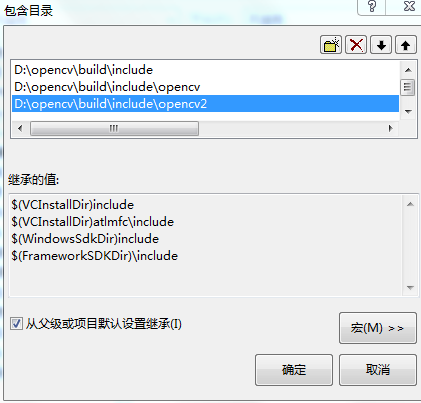 包含目录
D:\opencv\build\include
D:\opencv\build\include\opencv
D:\opencv\build\include\opencv2
继承的值:
$(VCInstallDir)include
$(VCInstallDir)atlmfc\include
$(WindowsSdkDir)include
$(FrameworkSDKDir)\include
从父级或项目默认设置继承(I)
宏(M) >>
确定
取消